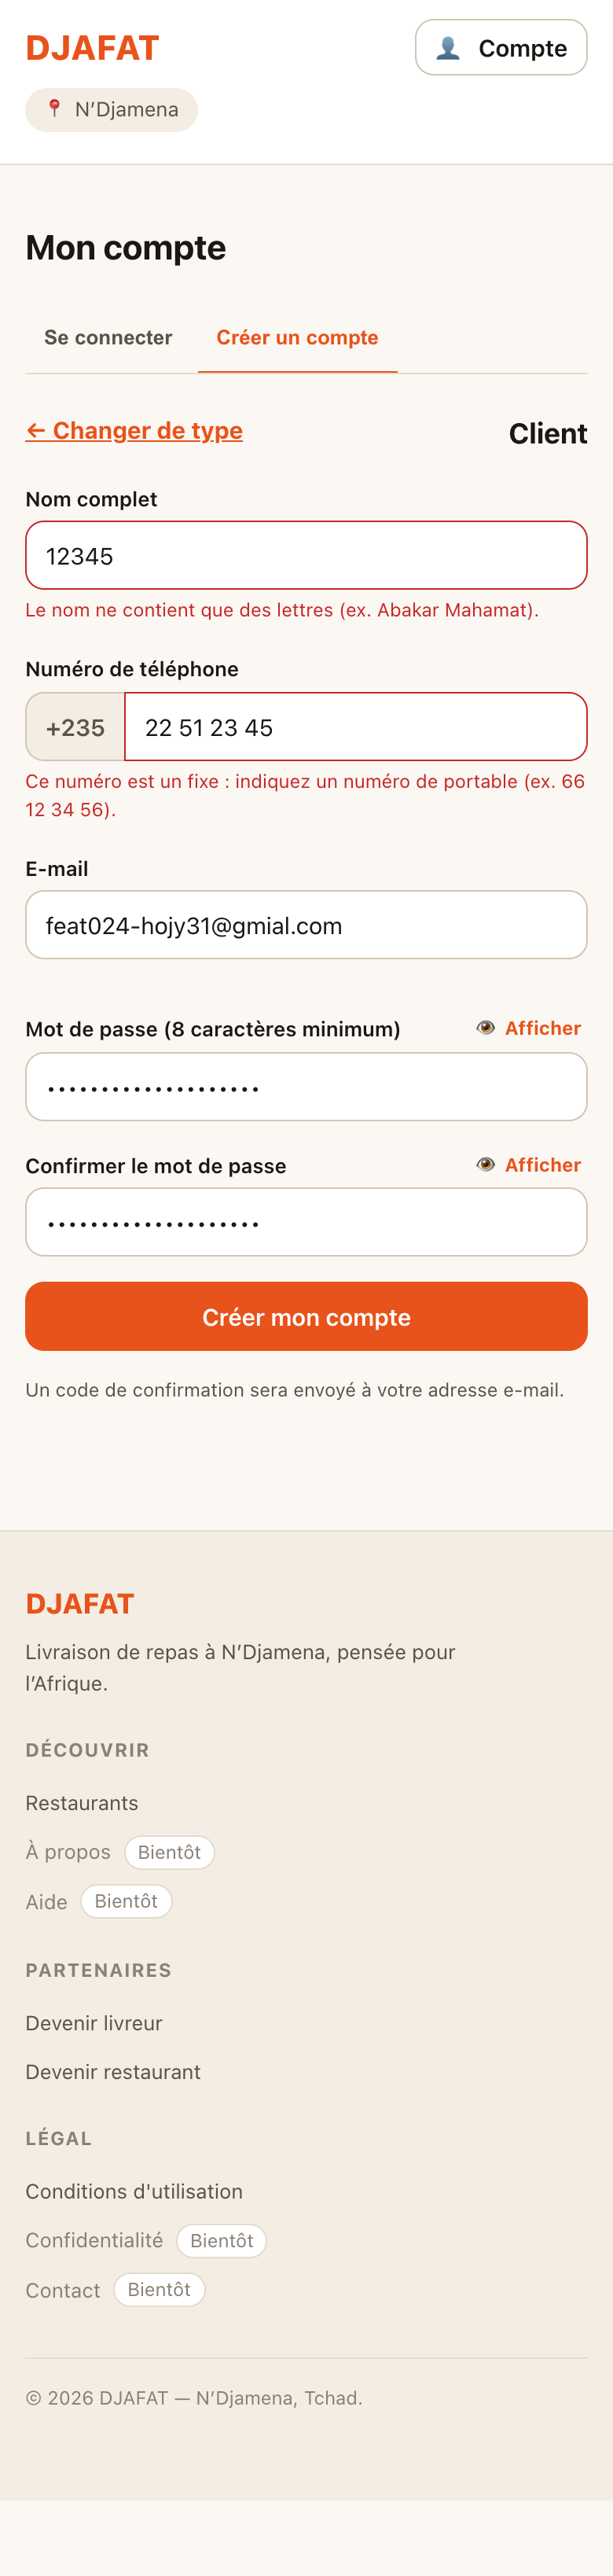 DJAFAT
Compte
N’Djamena
Mon compte
Se connecter
Créer un compte
← Changer de type
Client
Nom complet
12345
Le nom ne contient que des lettres (ex. Abakar Mahamat).
Numéro de téléphone
+235
22 51 23 45
Ce numéro est un fixe : indiquez un numéro de portable (ex. 66
12 34 56).
E-mail
feat024-hojy31@gmial.com
Mot de passe (8 caractères minimum)
Afficher
••••••••••••••••••••
Confirmer le mot de passe
Afficher
••••••••••••••••••••
Créer mon compte
Un code de confirmation sera envoyé à votre adresse e-mail.
DJAFAT
Livraison de repas à N’Djamena, pensée pour
l’Afrique.
DÉCOUVRIR
Restaurants
À propos Bientôt
Aide Bientôt
PARTENAIRES
Devenir livreur
Devenir restaurant
LÉGAL
Conditions d'utilisation
Confidentialité Bientôt
Contact Bientôt
© 2026 DJAFAT — N’Djamena, Tchad.